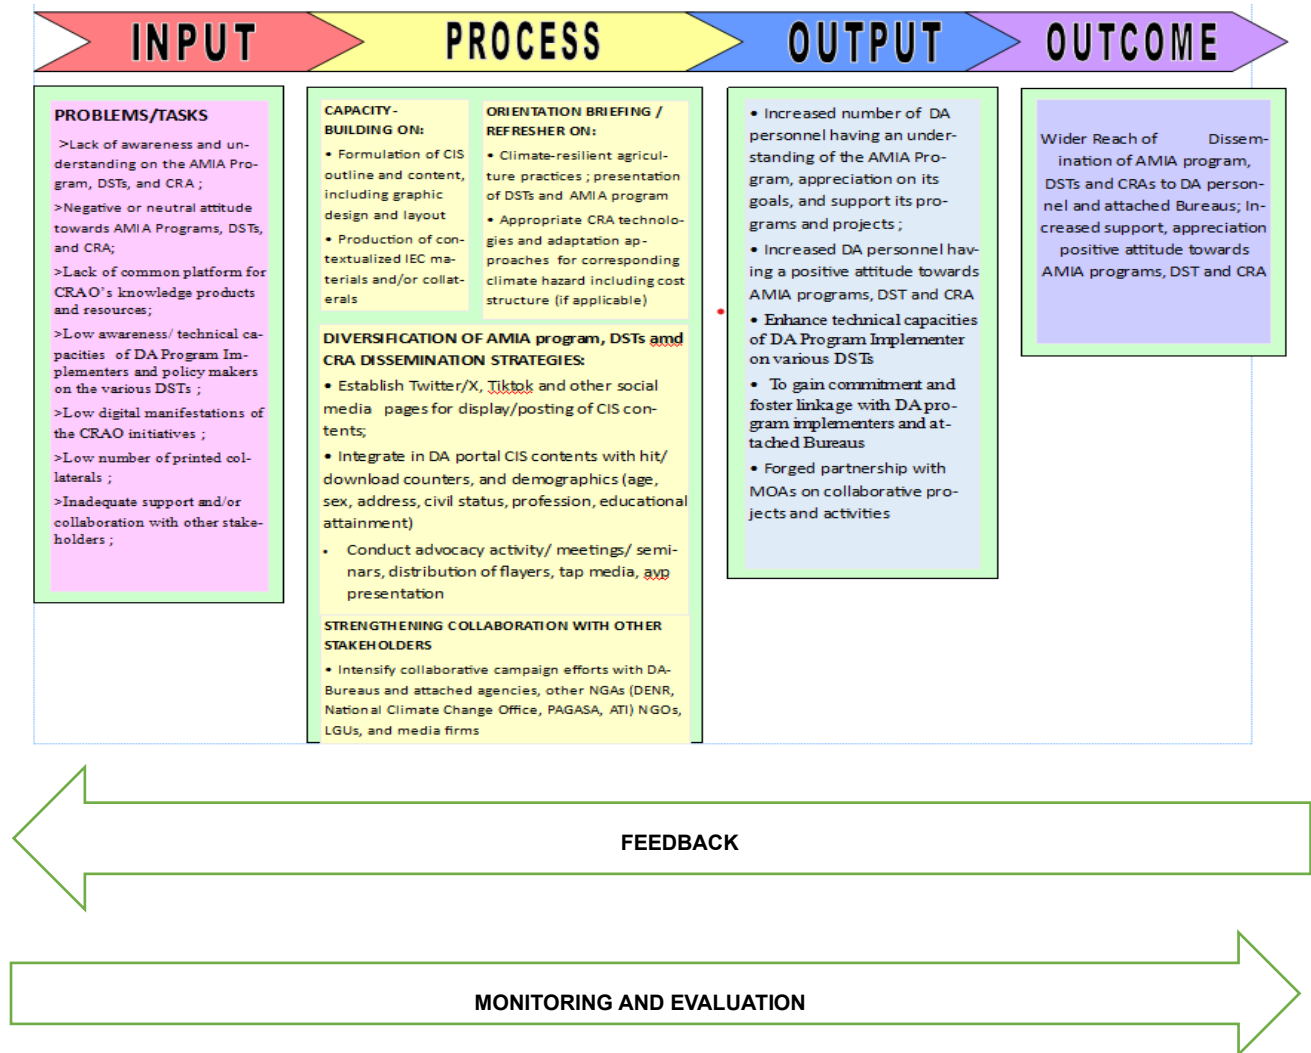 INPUT
PROCESS
OUTPUT
OUTCOME
PROBLEMS/TASKS
>Lack of awareness and un-
derstanding on the AMIA Pro-
gram, DSTs, and CRA ;
>Negative or neutral attitude
towards AMIA Programs, DSTs,
and CRA;
>Lack of common platform for
CRAO's knowledge products
and resources;
>Low awareness/ technical ca-
pacities of DA Program Im-
plementers and policy makers
on the various DSTs ;
>Low digital manifestations of
the CRAO initiatives ;
>Low number of printed col-
laterals ;
>Inadequate support and/or
collaboration with other stake-
holders ;
CAPACITY-
BUILDING ON:
• Formulation of CIS
outline and content,
including graphic
design and layout
• Production of con-
textualized IEC ma-
terials and/or collat-
erals
ORIENTATION BRIEFING /
REFRESHER ON:
• Climate-resilient agricul-
ture practices ; presentation
of DSTs and AMIA program
• Appropriate CRA technolo-
gies and adaptation ap-
proaches for corresponding
climate hazard including cost
structure (if applicable)
DIVERSIFICATION OF AMIA program, DSTs amd
CRA DISSEMINATION STRATEGIES:
• Establish Twitter/X, Tiktok and other social
media pages for display/posting of CIS con-
tents;
• Integrate in DA portal CIS contents with hit/
download counters, and demographics (age,
sex, address, civil status, profession, educational
attainment)
• Conduct advocacy activity/ meetings/ semi-
nars, distribution of flayers, tap media, avp
presentation
STRENGTHENING COLLABORATION WITH OTHER
STAKEHOLDERS
• Intensify collaborative campaign efforts with DA-
Bureaus and attached agencies, other NGAs (DENR,
National Climate Change Office, PAGASA, ATI) NGOs,
LGUs, and media firms
• Increased number of DA
personnel having an under-
standing of the AMIA Pro-
gram, appreciation on its
goals, and support its pro-
grams and projects ;
• Increased DA personnel hav-
ing a positive attitude towards
AMIA programs, DST and CRA
• Enhance technical capacities
of DA Program Implementer
on various DSTs
• To gain commitment and
foster linkage with DA pro-
gram implementers and at-
tached Bureaus
• Forged partnership with
MOAs on collaborative pro-
jects and activities
Wider Reach of Dissem-
ination of AMIA program,
DSTs and CRAs to DA person-
nel and attached Bureaus; In-
creased support, appreciation
positive attitude towards
AMIA programs, DST and CRA
FEEDBACK
MONITORING AND EVALUATION